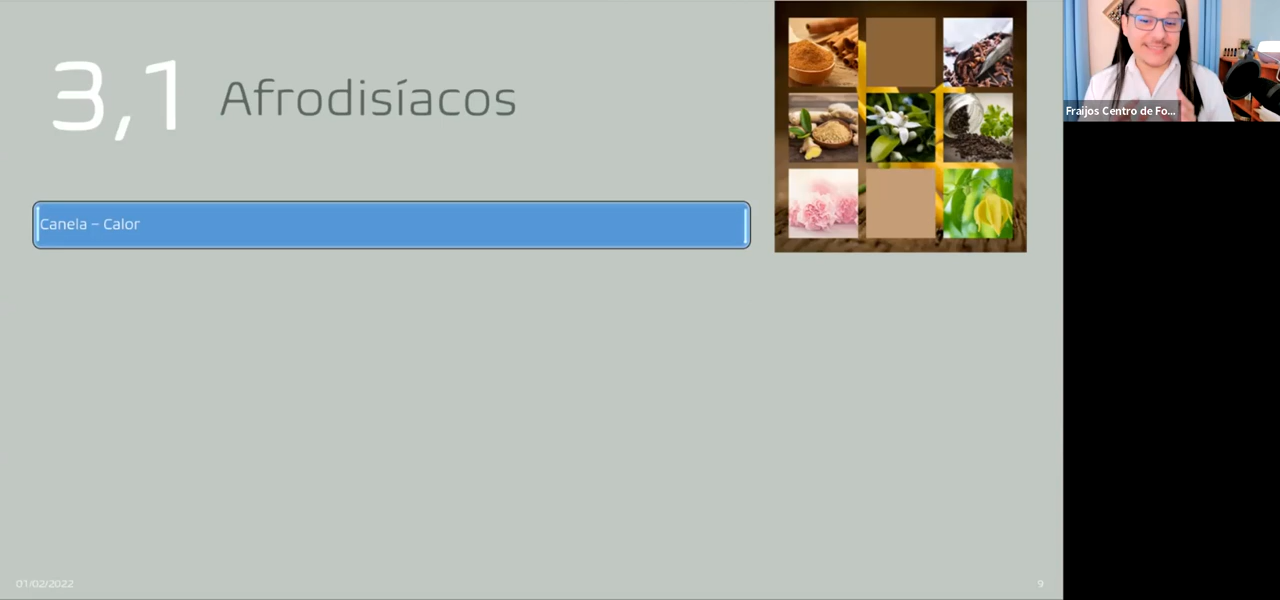 3,1 Afrodisíacos
Canela – Calor
Fraijos Centro de Fo...
01/02/2022
9